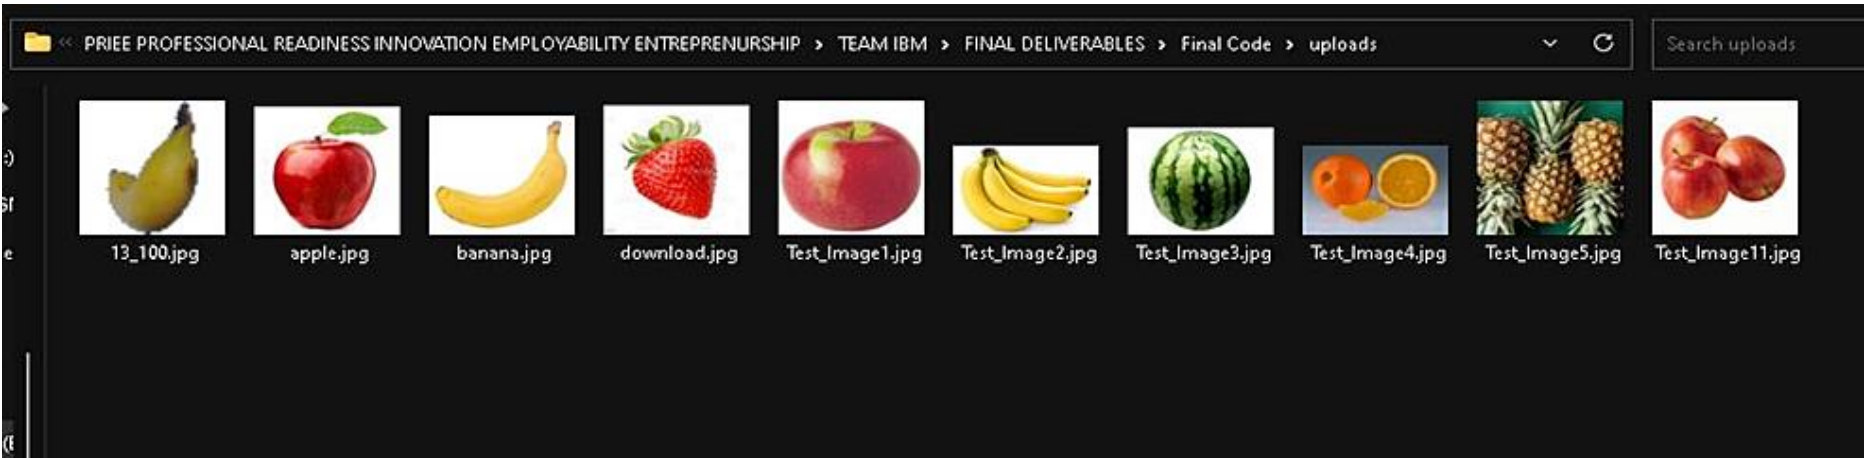 « PRIEE PROFESSIONAL READINESS INNOVATION EMPLOYABILITY ENTREPRENURSHIP > TEAM IBM > FINAL DELIVERABLES > Final Code > uploads
Search uploads
13_100.jpg apple.jpg banana.jpg download.jpg Test_Image1.jpg Test_Image2.jpg Test_Image3.jpg Test_Image4.jpg Test_Image5.jpg Test_Image11.jpg